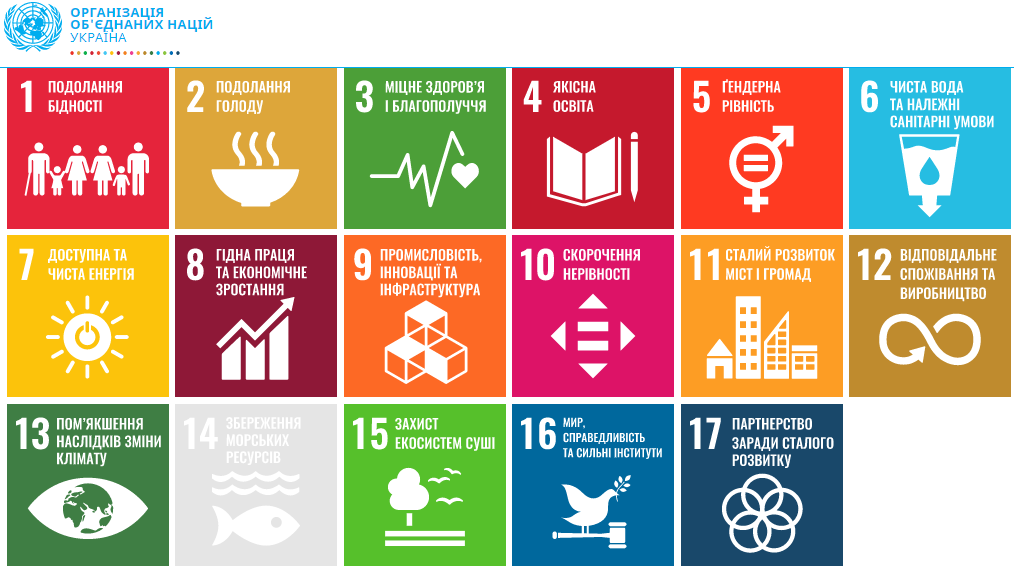 ОРГАНІЗАЦІЯ
ОБ'ЄДНАНИХ НАЦІЙ
УКРАЇНА
1 ПОДОЛАННЯ
БІДНОСТІ
2 ПОДОЛАННЯ
ГОЛОДУ
3 МІЦНЕ ЗДОРОВ'Я
І БЛАГОПОЛУЧЧЯ
4 ЯКІСНА
ОСВІТА
5 ҐЕНДЕРНА
РІВНІСТЬ
6 ЧИСТА ВОДА
ТА НАЛЕЖНІ
САНІТАРНІ УМОВИ
7 ДОСТУПНА ТА
ЧИСТА ЕНЕРГІЯ
8 ГІДНА ПРАЦЯ
ТА ЕКОНОМІЧНЕ
ЗРОСТАННЯ
9 ПРОМИСЛОВІСТЬ,
ІННОВАЦІЇ ТА
ІНФРАСТРУКТУРА
10 СКОРОЧЕННЯ
НЕРІВНОСТІ
11 СТАЛИЙ РОЗВИТОК
МІСТ І ГРОМАД
12 ВІДПОВІДАЛЬНЕ
СПОЖІВАННЯ ТА
ВИРОБНИЦТВО
13 ПОМ'ЯКШЕННЯ
НАСЛІДКІВ ЗМІНИ
КЛІМАТУ
14 ЗБЕРЕЖЕННЯ
МОРСЬКИХ
РЕСУРСІВ
15 ЗАХИСТ
ЕКОСИСТЕМ СУШІ
16 МИР,
СПРАВЕДЛИВІСТЬ
ТА СИЛЬНІ ІНСТИТУТИ
17 ПАРТНЕРСТВО
ЗАРАДИ СТАЛОГО
РОЗВИТКУ